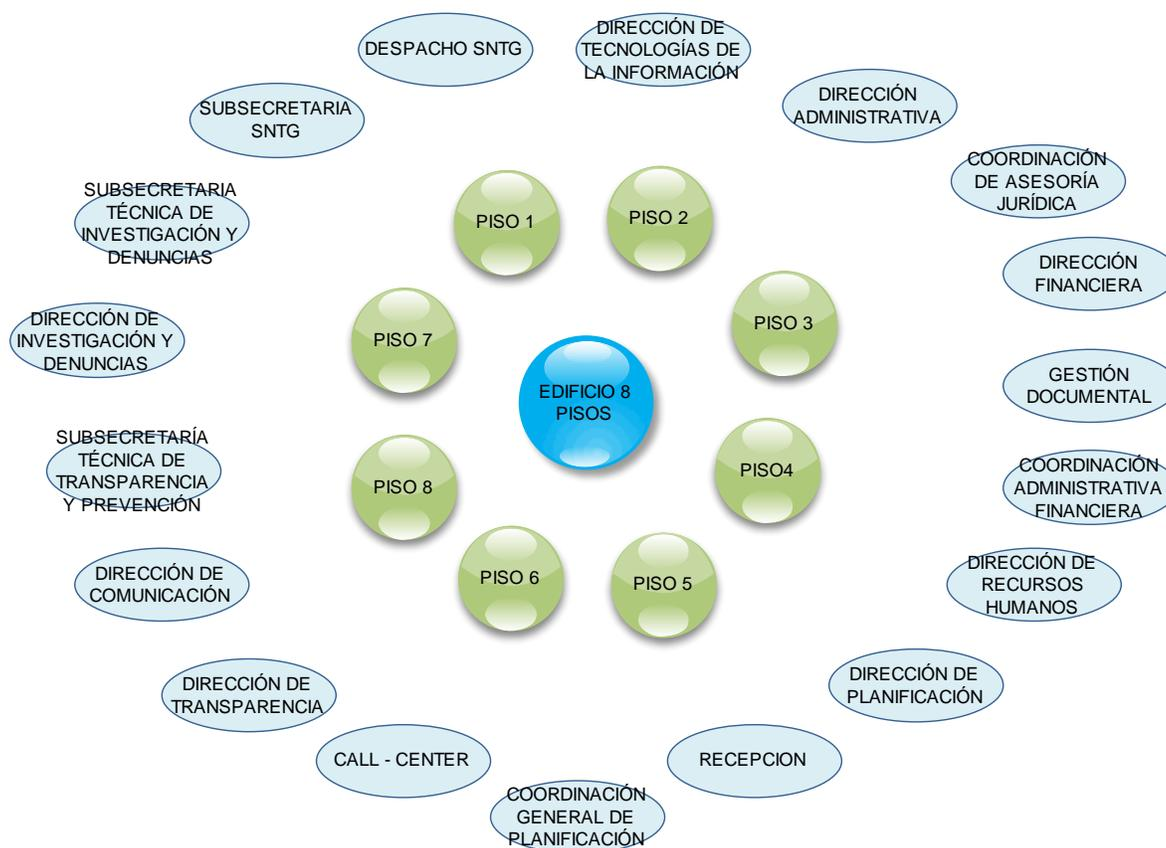 DESPACHO SNTG
DIRECCIÓN DE
TECNOLOGÍAS DE
LA INFORMACIÓN
DIRECCIÓN
ADMINISTRATIVA
SUBSECRETARIA
SNTG
COORDINACIÓN
DE ASESORÍA
JURÍDICA
SUBSECRETARIA
TÉCNICA DE
INVESTIGACIÓN Y
DENUNCIAS
PISO 1
PISO 2
DIRECCIÓN
FINANCIERA
DIRECCIÓN DE
INVESTIGACIÓN Y
DENUNCIAS
PISO 7
PISO 3
EDIFICIO 8
PISOS
GESTIÓN
DOCUMENTAL
SUBSECRETARÍA
TÉCNICA DE
TRANSPARENCIA
Y PREVENCIÓN
PISO 8
PISO4
COORDINACIÓN
ADMINISTRATIVA
FINANCIERA
DIRECCIÓN DE
COMUNICACIÓN
PISO 6
PISO 5
DIRECCIÓN DE
RECURSOS
HUMANOS
DIRECCIÓN DE
TRANSPARENCIA
DIRECCIÓN DE
PLANIFICACIÓN
CALL - CENTER
RECEPCION
COORDINACIÓN
GENERAL DE
PLANIFICACIÓN